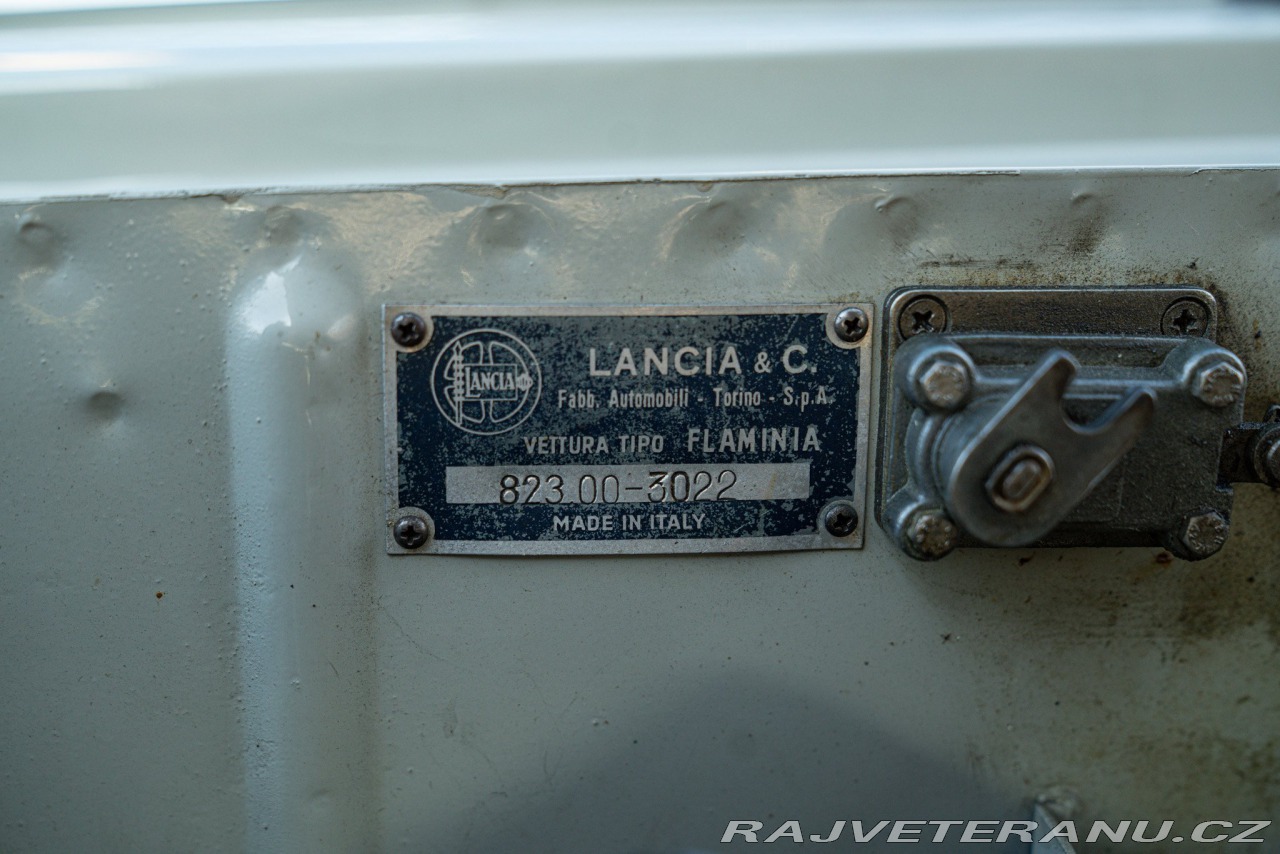 LANCIA
LANCIA & C.
Fabb. Automobili - Torino - S.p.A.
VETTURA TIPO FLAMINIA
823.00-3022
MADE IN ITALY
RAJVETERANU.CZ